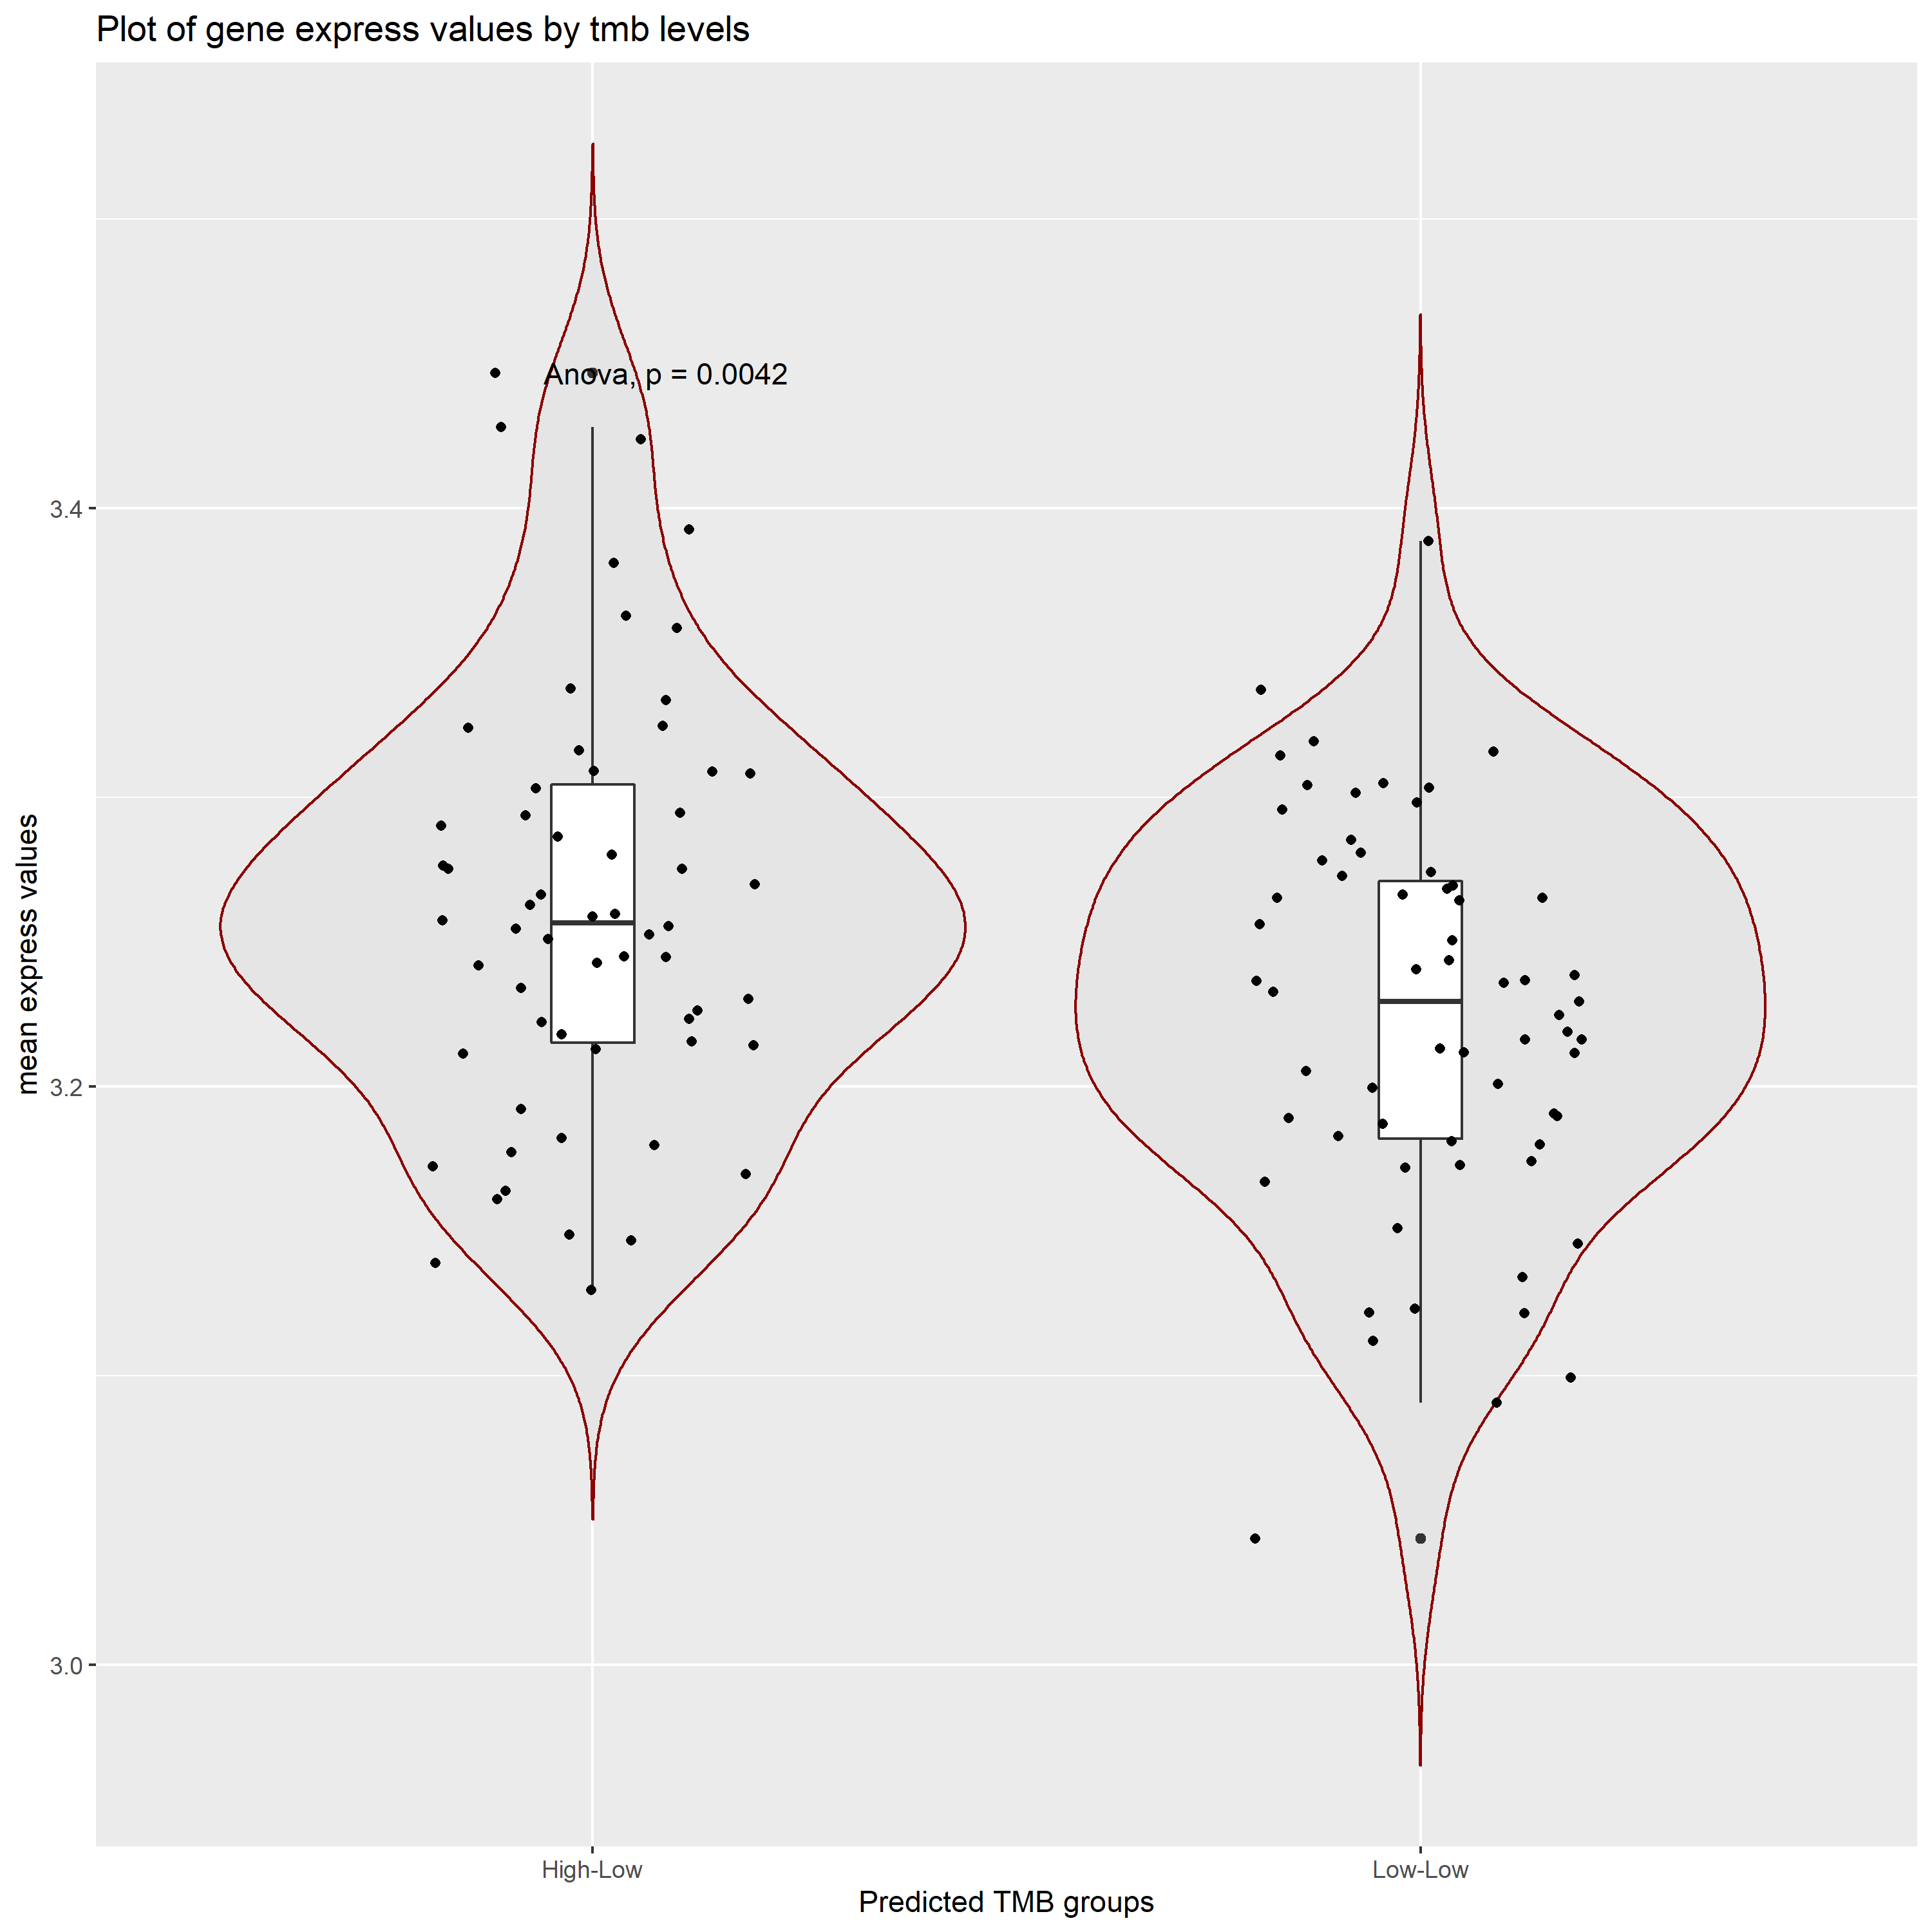 Plot of gene express values by tmb levels
Anova, p = 0.0042
3.4
3.2
3.0
mean express values
High-Low
Low-Low
Predicted TMB groups